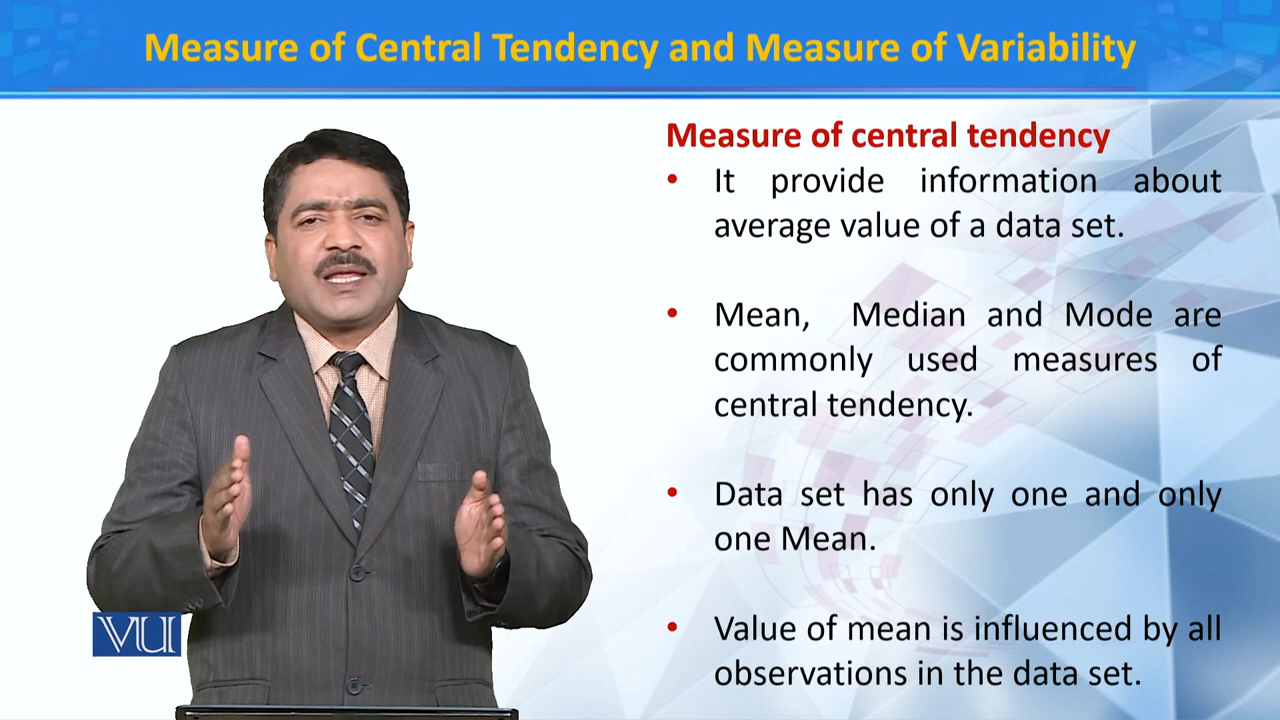 Measure of Central Tendency and Measure of Variability
Measure of central tendency
• It provide information about
average value of a data set.
• Mean, Median and Mode are
commonly used measures of
central tendency.
• Data set has only one and only
one Mean.
• Value of mean is influenced by all
observations in the data set.
VU